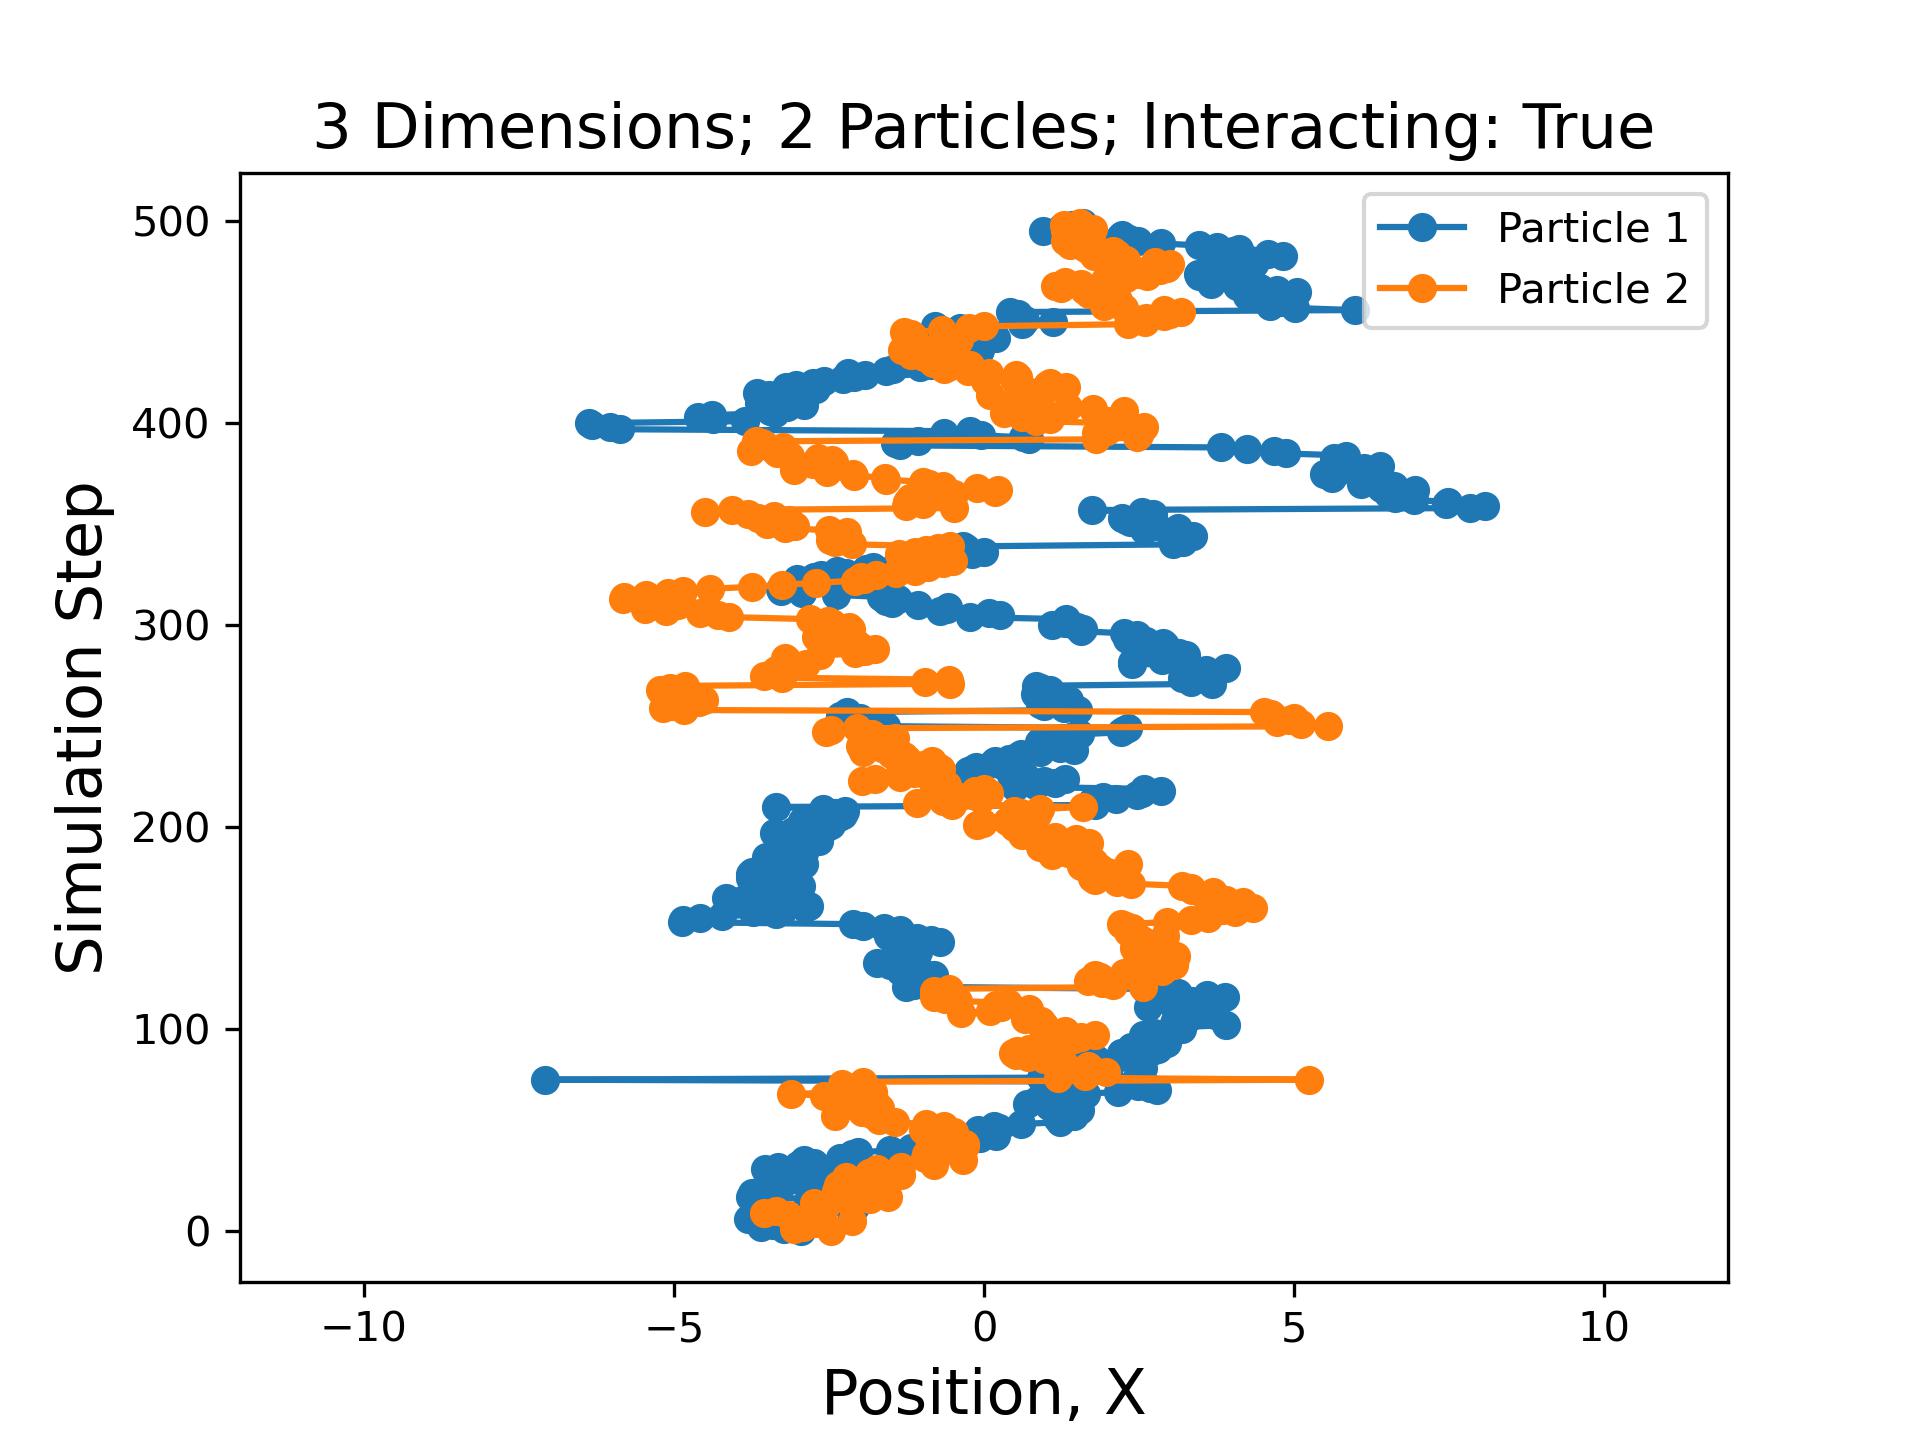 3 Dimensions; 2 Particles; Interacting: True
Particle 1
Particle 2
Simulation Step
500
400
300
200
100
0
−10
−5
0
5
10
Position, X